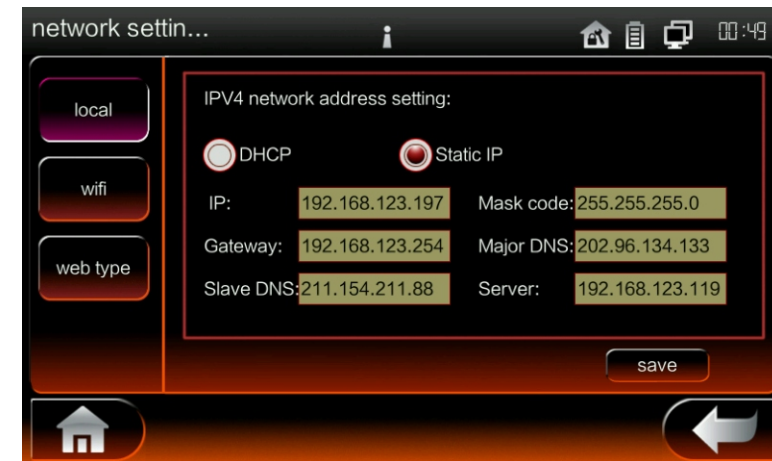 network settin...
00:49
local
wifi
web type
IPV4 network address setting:
DHCP Static IP
IP: 192.168.123.197 Mask code: 255.255.255.0
Gateway: 192.168.123.254 Major DNS: 202.96.134.133
Slave DNS: 211.154.211.88 Server: 192.168.123.119
save